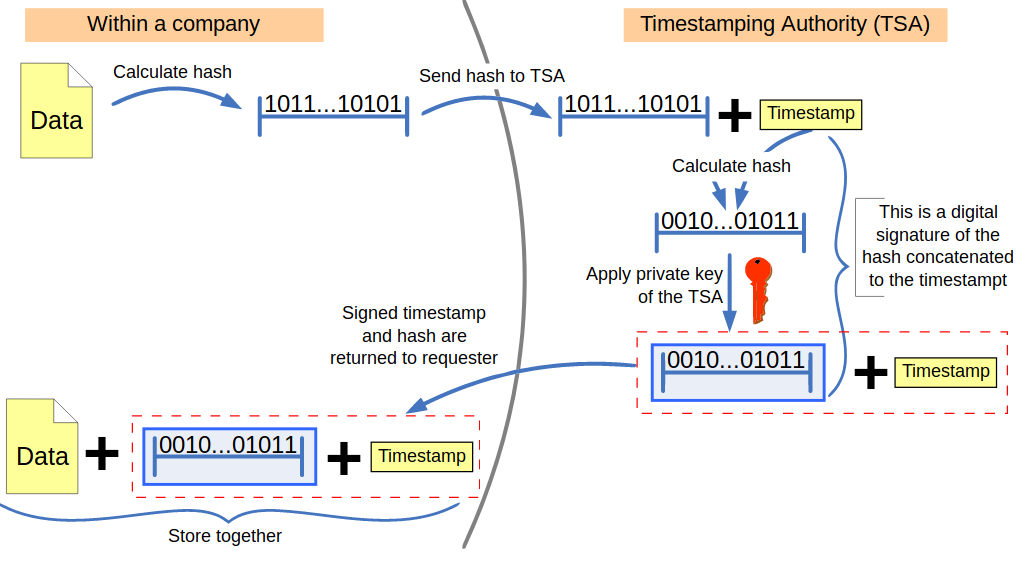 Within a company
Timestamping Authority (TSA)
Data
Calculate hash
1011...10101
Send hash to TSA
1011...10101
Timestamp
Calculate hash
0010...01011
This is a digital
signature of the
hash concatenated
to the timestampt
Apply private key
of the TSA
0010...01011
Timestamp
Signed timestamp
and hash are
returned to requester
Data
0010...01011
Timestamp
Store together